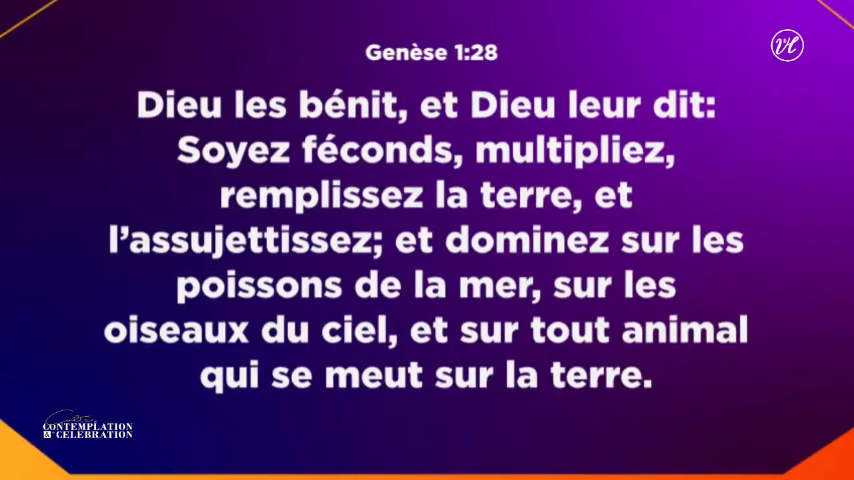 Genèse 1:28
Dieu les bénit, et Dieu leur dit:
Soyez féconds, multipliez,
remplissez la terre, et
l’assujettissez; et dominez sur les
poissons de la mer, sur les
oiseaux du ciel, et sur tout animal
qui se meut sur la terre.
Culte
CONTEMPLATION
& CÉLÉBRATION